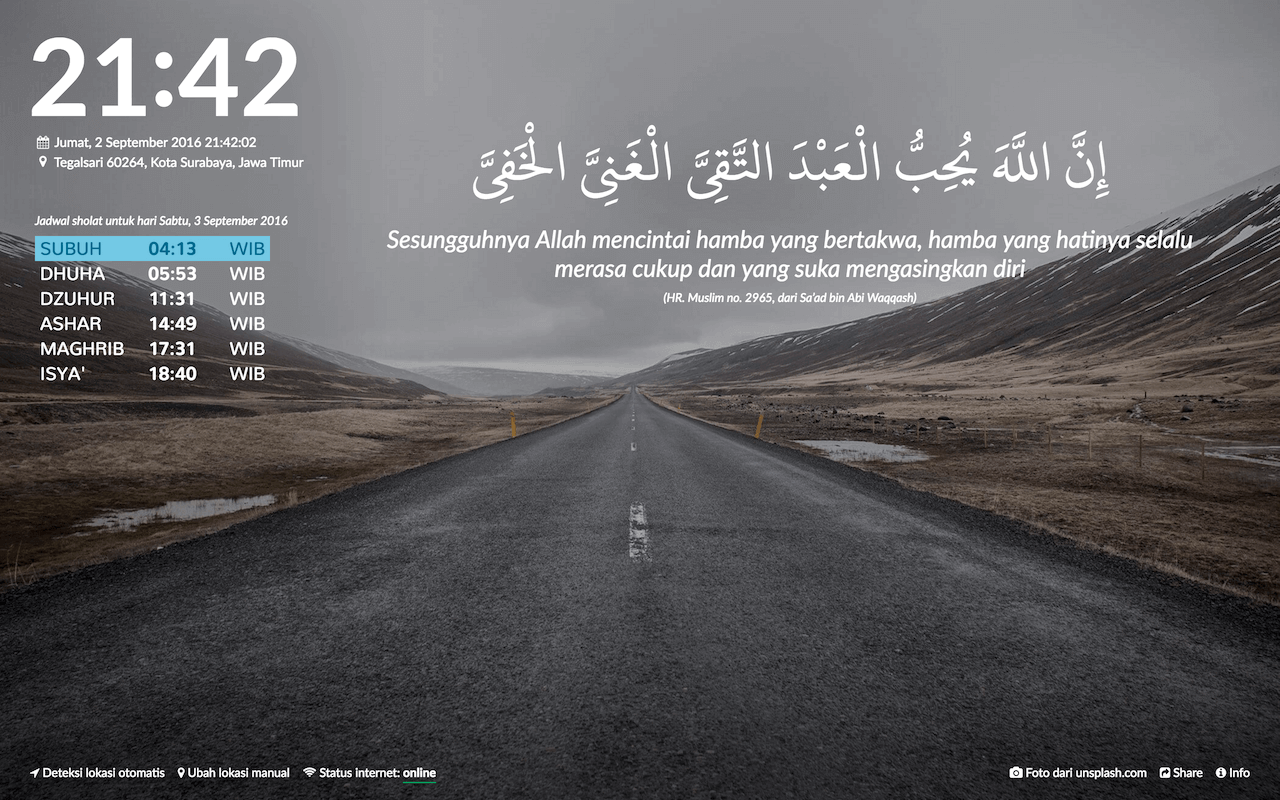 21:42
Jumat, 2 September 2016 21:42:02
Tegalsari 60264, Kota Surabaya, Jawa Timur
Jadwal sholat untuk hari Sabtu, 3 September 2016
SUBUH 04:13 WIB
DHUHA 05:53 WIB
DZUHUR 11:31 WIB
ASHAR 14:49 WIB
MAGHRIB 17:31 WIB
ISYA' 18:40 WIB
إِنَّ اللَّهَ يُحِبُّ الْعَبْدَ التَّقِىَّ الْغَنِىَّ الْخَفِىَّ
Sesungguhnya Allah mencintai hamba yang bertakwa, hamba yang hatinya selalu
merasa cukup dan yang suka mengasingkan diri
(HR. Muslim no. 2965, dari Sa'ad bin Abi Waqqash)
Deteksi lokasi otomatis Ubah lokasi manual Status internet: online
Foto dari unsplash.com Share Info